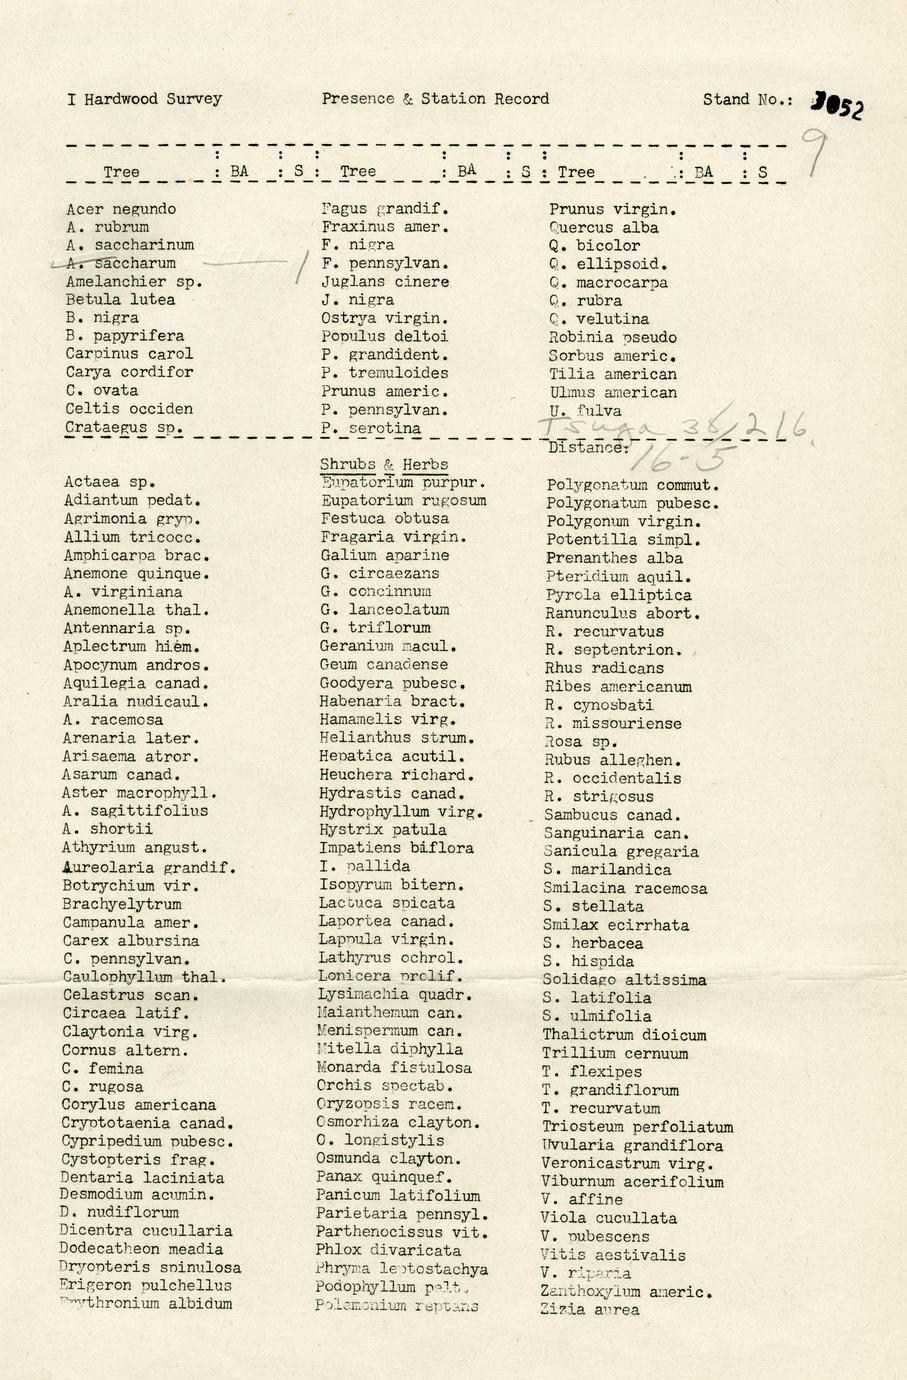 I Hardwood Survey Presence & Station Record Stand No.: 3052
9
Tree : BA : S : Tree : BA : S : Tree : BA : S
Acer negundo
A. rubrum
A. saccharinum
A. saccharum 1
Amelanchier sp.
Betula lutea
B. nigra
B. papyrifera
Carpinus carol
Carya cordifor
C. ovata
Celtis occiden
Crataegus sp.
Fagus grandif.
Fraxinus amer.
F. nigra
F. pennsylvan.
Juglans cinere
J. nigra
Ostrya virgin.
Populus deltoi
P. grandident.
P. tremuloides
Prunus americ.
P. pennsylvan.
P. serotina
Prunus virgin.
Quercus alba
Q. bicolor
Q. ellipsoid.
Q. macrocarpa
Q. rubra
Q. velutina
Robinia pseudo
Sorbus americ.
Tilia american
Ulmus american
U. fulva
Tsuga 38/216.
Distance:
16-5
Shrubs & Herbs
Actaea sp.
Adiantum pedat.
Agrimonia gryp.
Allium tricocc.
Amphicarpa brac.
Anemone quinque.
A. virginiana
Anemonella thal.
Antennaria sp.
Aplectrum hiem.
Apocynum andros.
Aquilegia canad.
Aralia nudicaul.
A. racemosa
Arenaria later.
Arisaema atror.
Asarum canad.
Aster macrophyll.
A. sagittifolius
A. shortii
Athyrium angust.
Aureolaria grandif.
Botrychium vir.
Brachyelytrum
Campanula amer.
Carex albursina
C. pennsylvan.
Caulophyllum thal.
Celastrus scan.
Circaea latif.
Claytonia virg.
Cornus altern.
C. femina
C. rugosa
Corylus americana
Cryptotaenia canad.
Cypripedium pubesc.
Cystopteris frag.
Dentaria laciniata
Desmodium acumin.
D. nudiflorum
Dicentra cucullaria
Dodecatheon meadia
Dryopteris spinulosa
Erigeron pulchellus
Erythronium albidum
Eupatorium purpur.
Eupatorium rugosum
Festuca obtusa
Fragaria virgin.
Galium aparine
G. circaezans
G. concinnum
G. lanceolatum
G. triflorum
Geranium macul.
Geum canadense
Goodyera pubesc.
Habenaria bract.
Hamamelis virg.
Helianthus strum.
Hepatica acutil.
Heuchera richard.
Hydrastis canad.
Hydrophyllum virg.
Hystrix patula
Impatiens biflora
I. pallida
Isopyrum bitern.
Lactuca spicata
Laportea canad.
Lappula virgin.
Lathyrus ochrol.
Lonicera prolif.
Lysimachia quadr.
Maianthemum can.
Menispermum can.
Mitella diphylla
Monarda fistulosa
Orchis spectab.
Oryzopsis racem.
Osmorhiza clayton.
O. longistylis
Osmunda clayton.
Panax quinquef.
Panicum latifolium
Parietaria pennsyl.
Parthenocissus vit.
Phlox divaricata
Phryma leptostachya
Podophyllum pelt.
Polemonium reptans
Polygonatum commut.
Polygonatum pubesc.
Polygonum virgin.
Potentilla simpl.
Prenanthes alba
Pteridium aquil.
Pyrola elliptica
Ranunculus abort.
R. recurvatus
R. septentrion.
Rhus radicans
Ribes americanum
R. cynosbati
R. missouriense
Rosa sp.
Rubus alleghen.
R. occidentalis
R. strigosus
Sambucus canad.
Sanguinaria can.
Sanicula gregaria
S. marilandica
Smilacina racemosa
S. stellata
Smilax ecirrhata
S. herbacea
S. hispida
Solidago altissima
S. latifolia
S. ulmifolia
Thalictrum dioicum
Trillium cernuum
T. flexipes
T. grandiflorum
T. recurvatum
Triosteum perfoliatum
Uvularia grandiflora
Veronicastrum virg.
Viburnum acerifolium
V. affine
Viola cucullata
V. pubescens
Vitis aestivalis
V. riparia
Zanthoxylum americ.
Zizia aurea